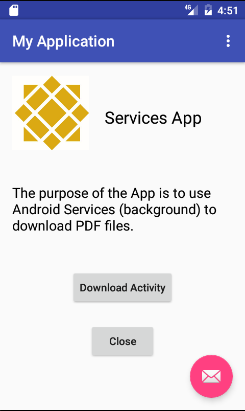 4G 4:51
My Application
Services App
The purpose of the App is to use
Android Services (background) to
download PDF files.
Download Activity
Close